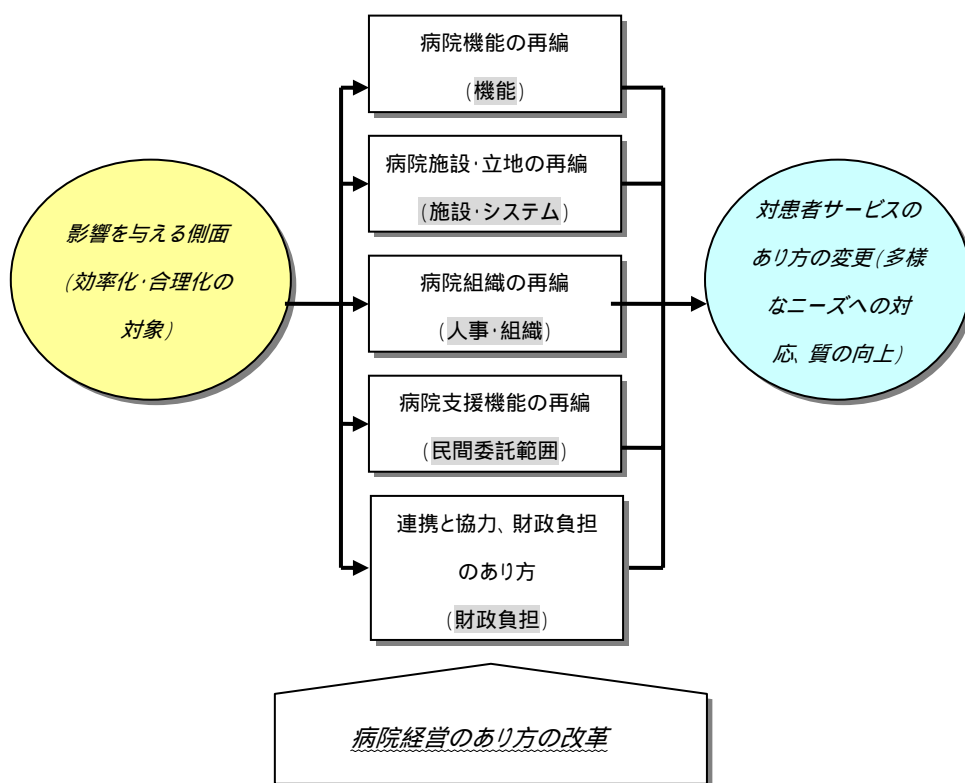 病院機能の再編
(機能)
病院施設・立地の再編
(施設・システム)
影響を与える側面
(効率化・合理化の
対象)
病院組織の再編
(人事・組織)
対患者サービスの
あり方の変更(多様
なニーズへの対
応、質の向上)
病院支援機能の再編
(民間委託範囲)
連携と協力、財政負担
のあり方
(財政負担)
病院経営のあり方の改革